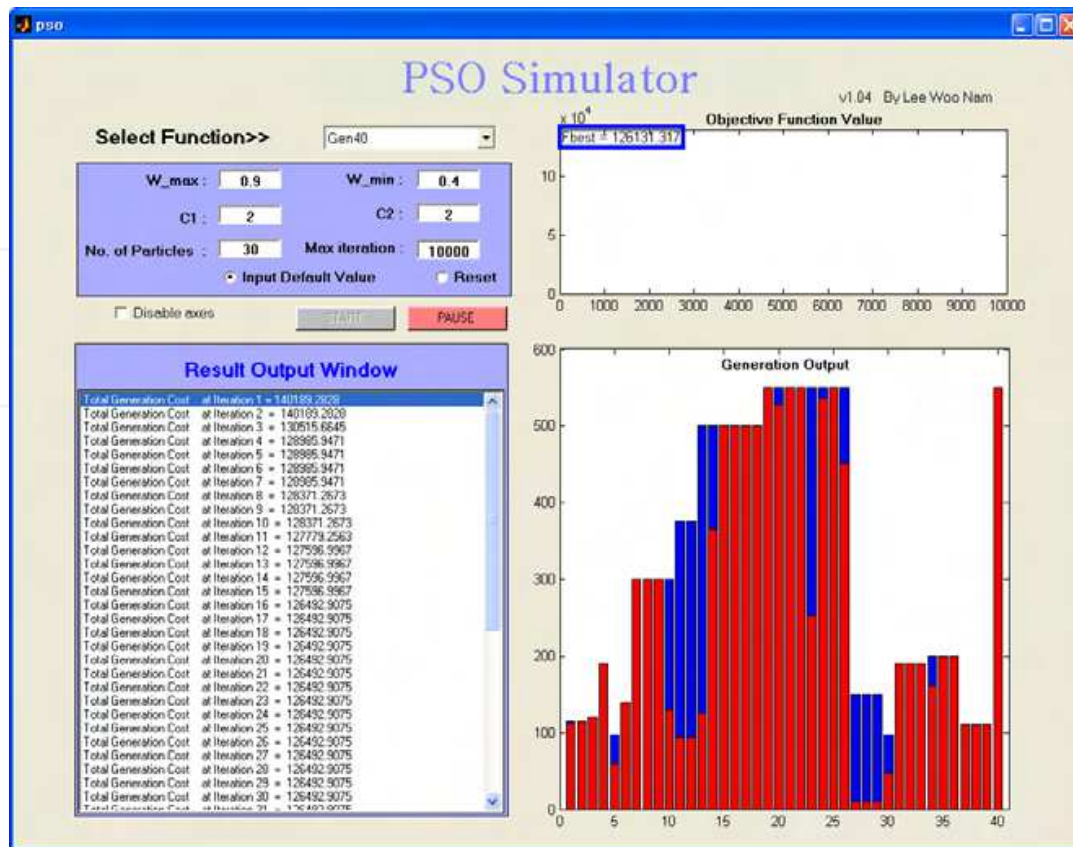 pso
PSO Simulator
v1.04 By Lee Woo Nam
Select Function>> Gen40
W_max : 0.9 W_min : 0.4
C1 : 2 C2 : 2
No. of Particles : 30 Max iteration : 10000
Input Default Value Reset
Disable axes START PAUSE
Result Output Window
Total Generation Cost at Iteration 1 = 140189.2828
Total Generation Cost at Iteration 2 = 140189.2828
Total Generation Cost at Iteration 3 = 130515.6645
Total Generation Cost at Iteration 4 = 128985.9471
Total Generation Cost at Iteration 5 = 128985.9471
Total Generation Cost at Iteration 6 = 128985.9471
Total Generation Cost at Iteration 7 = 128985.9471
Total Generation Cost at Iteration 8 = 128371.2673
Total Generation Cost at Iteration 9 = 128371.2673
Total Generation Cost at Iteration 10 = 128371.2673
Total Generation Cost at Iteration 11 = 127779.2563
Total Generation Cost at Iteration 12 = 127596.9967
Total Generation Cost at Iteration 13 = 127596.9967
Total Generation Cost at Iteration 14 = 127596.9967
Total Generation Cost at Iteration 15 = 127596.9967
Total Generation Cost at Iteration 16 = 126492.9075
Total Generation Cost at Iteration 17 = 126492.9075
Total Generation Cost at Iteration 18 = 126492.9075
Total Generation Cost at Iteration 19 = 126492.9075
Total Generation Cost at Iteration 20 = 126492.9075
Total Generation Cost at Iteration 21 = 126492.9075
Total Generation Cost at Iteration 22 = 126492.9075
Total Generation Cost at Iteration 23 = 126492.9075
Total Generation Cost at Iteration 24 = 126492.9075
Total Generation Cost at Iteration 25 = 126492.9075
Total Generation Cost at Iteration 26 = 126492.9075
Total Generation Cost at Iteration 27 = 126492.9075
Total Generation Cost at Iteration 28 = 126492.9075
Total Generation Cost at Iteration 29 = 126492.9075
Total Generation Cost at Iteration 30 = 126492.9075
x 10^4 Objective Function Value
Fbest = 126131.317
10
5
0
0 1000 2000 3000 4000 5000 6000 7000 8000 9000 10000
Generation Output
600
500
400
300
200
100
0
0 5 10 15 20 25 30 35 40